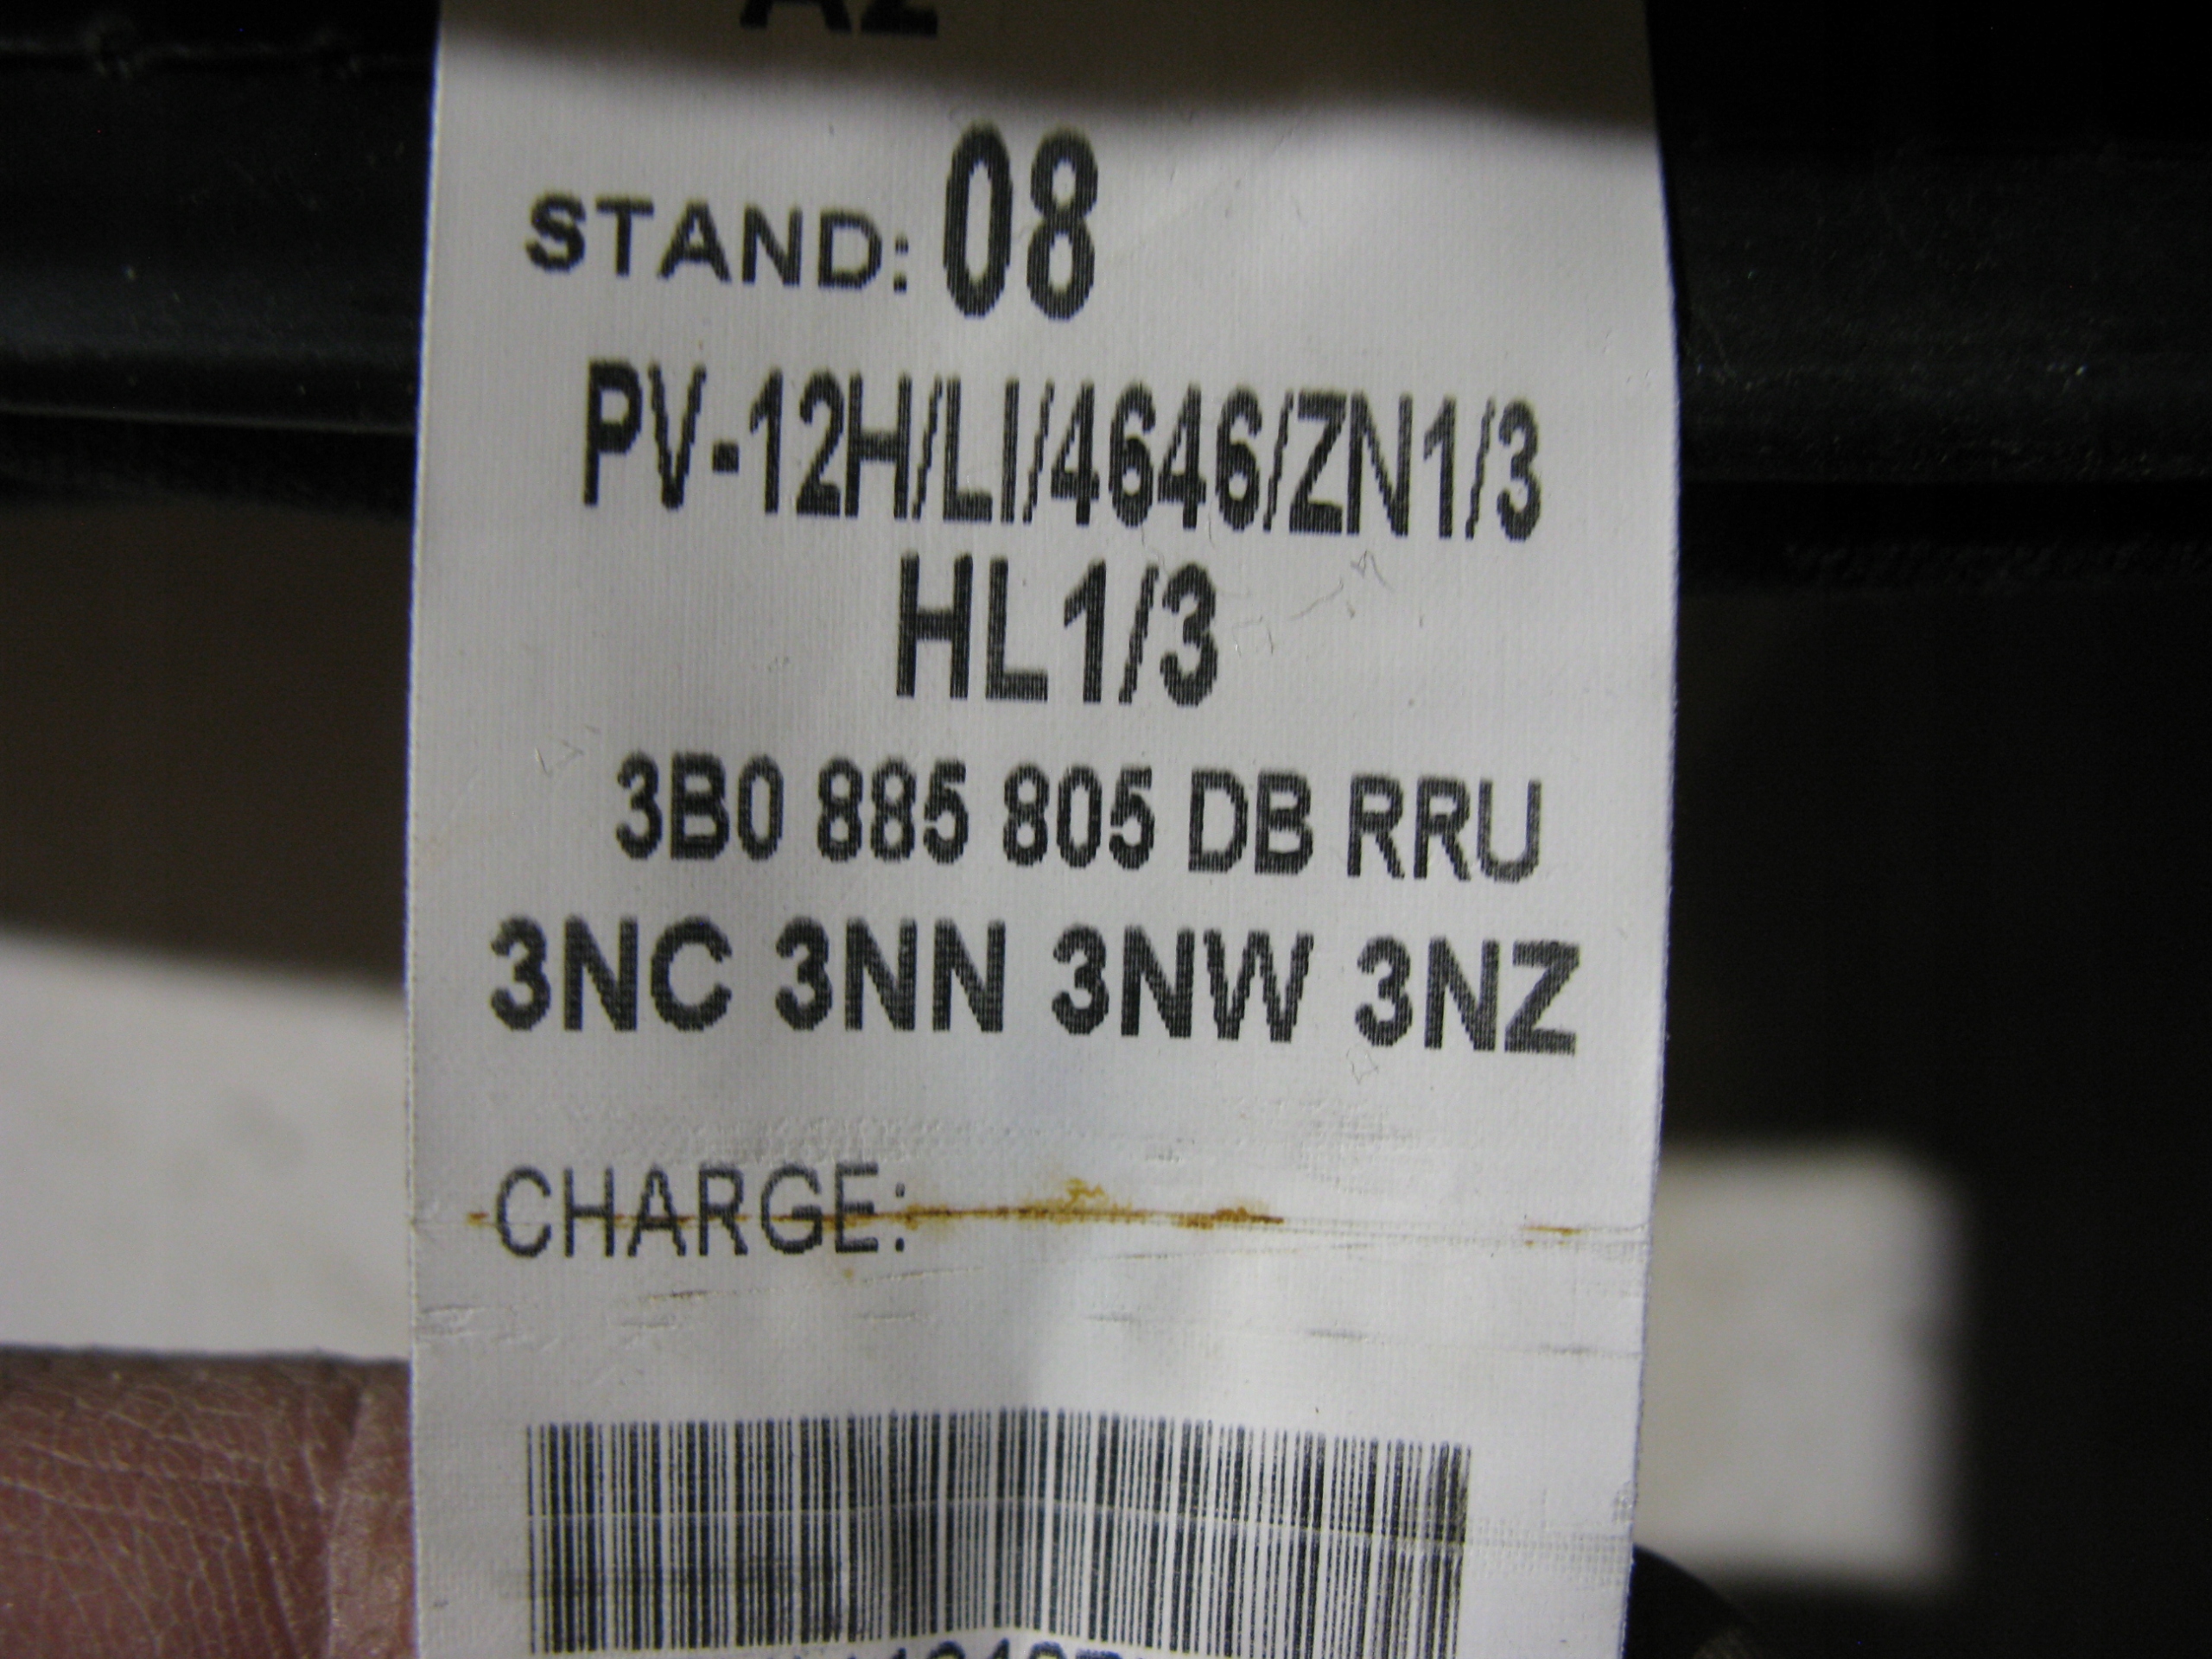 A2
STAND: 08
PV-12H/LI/4646/ZN1/3
HL1/3
3B0 885 805 DB RRU
3NC 3NN 3NW 3NZ
CHARGE: